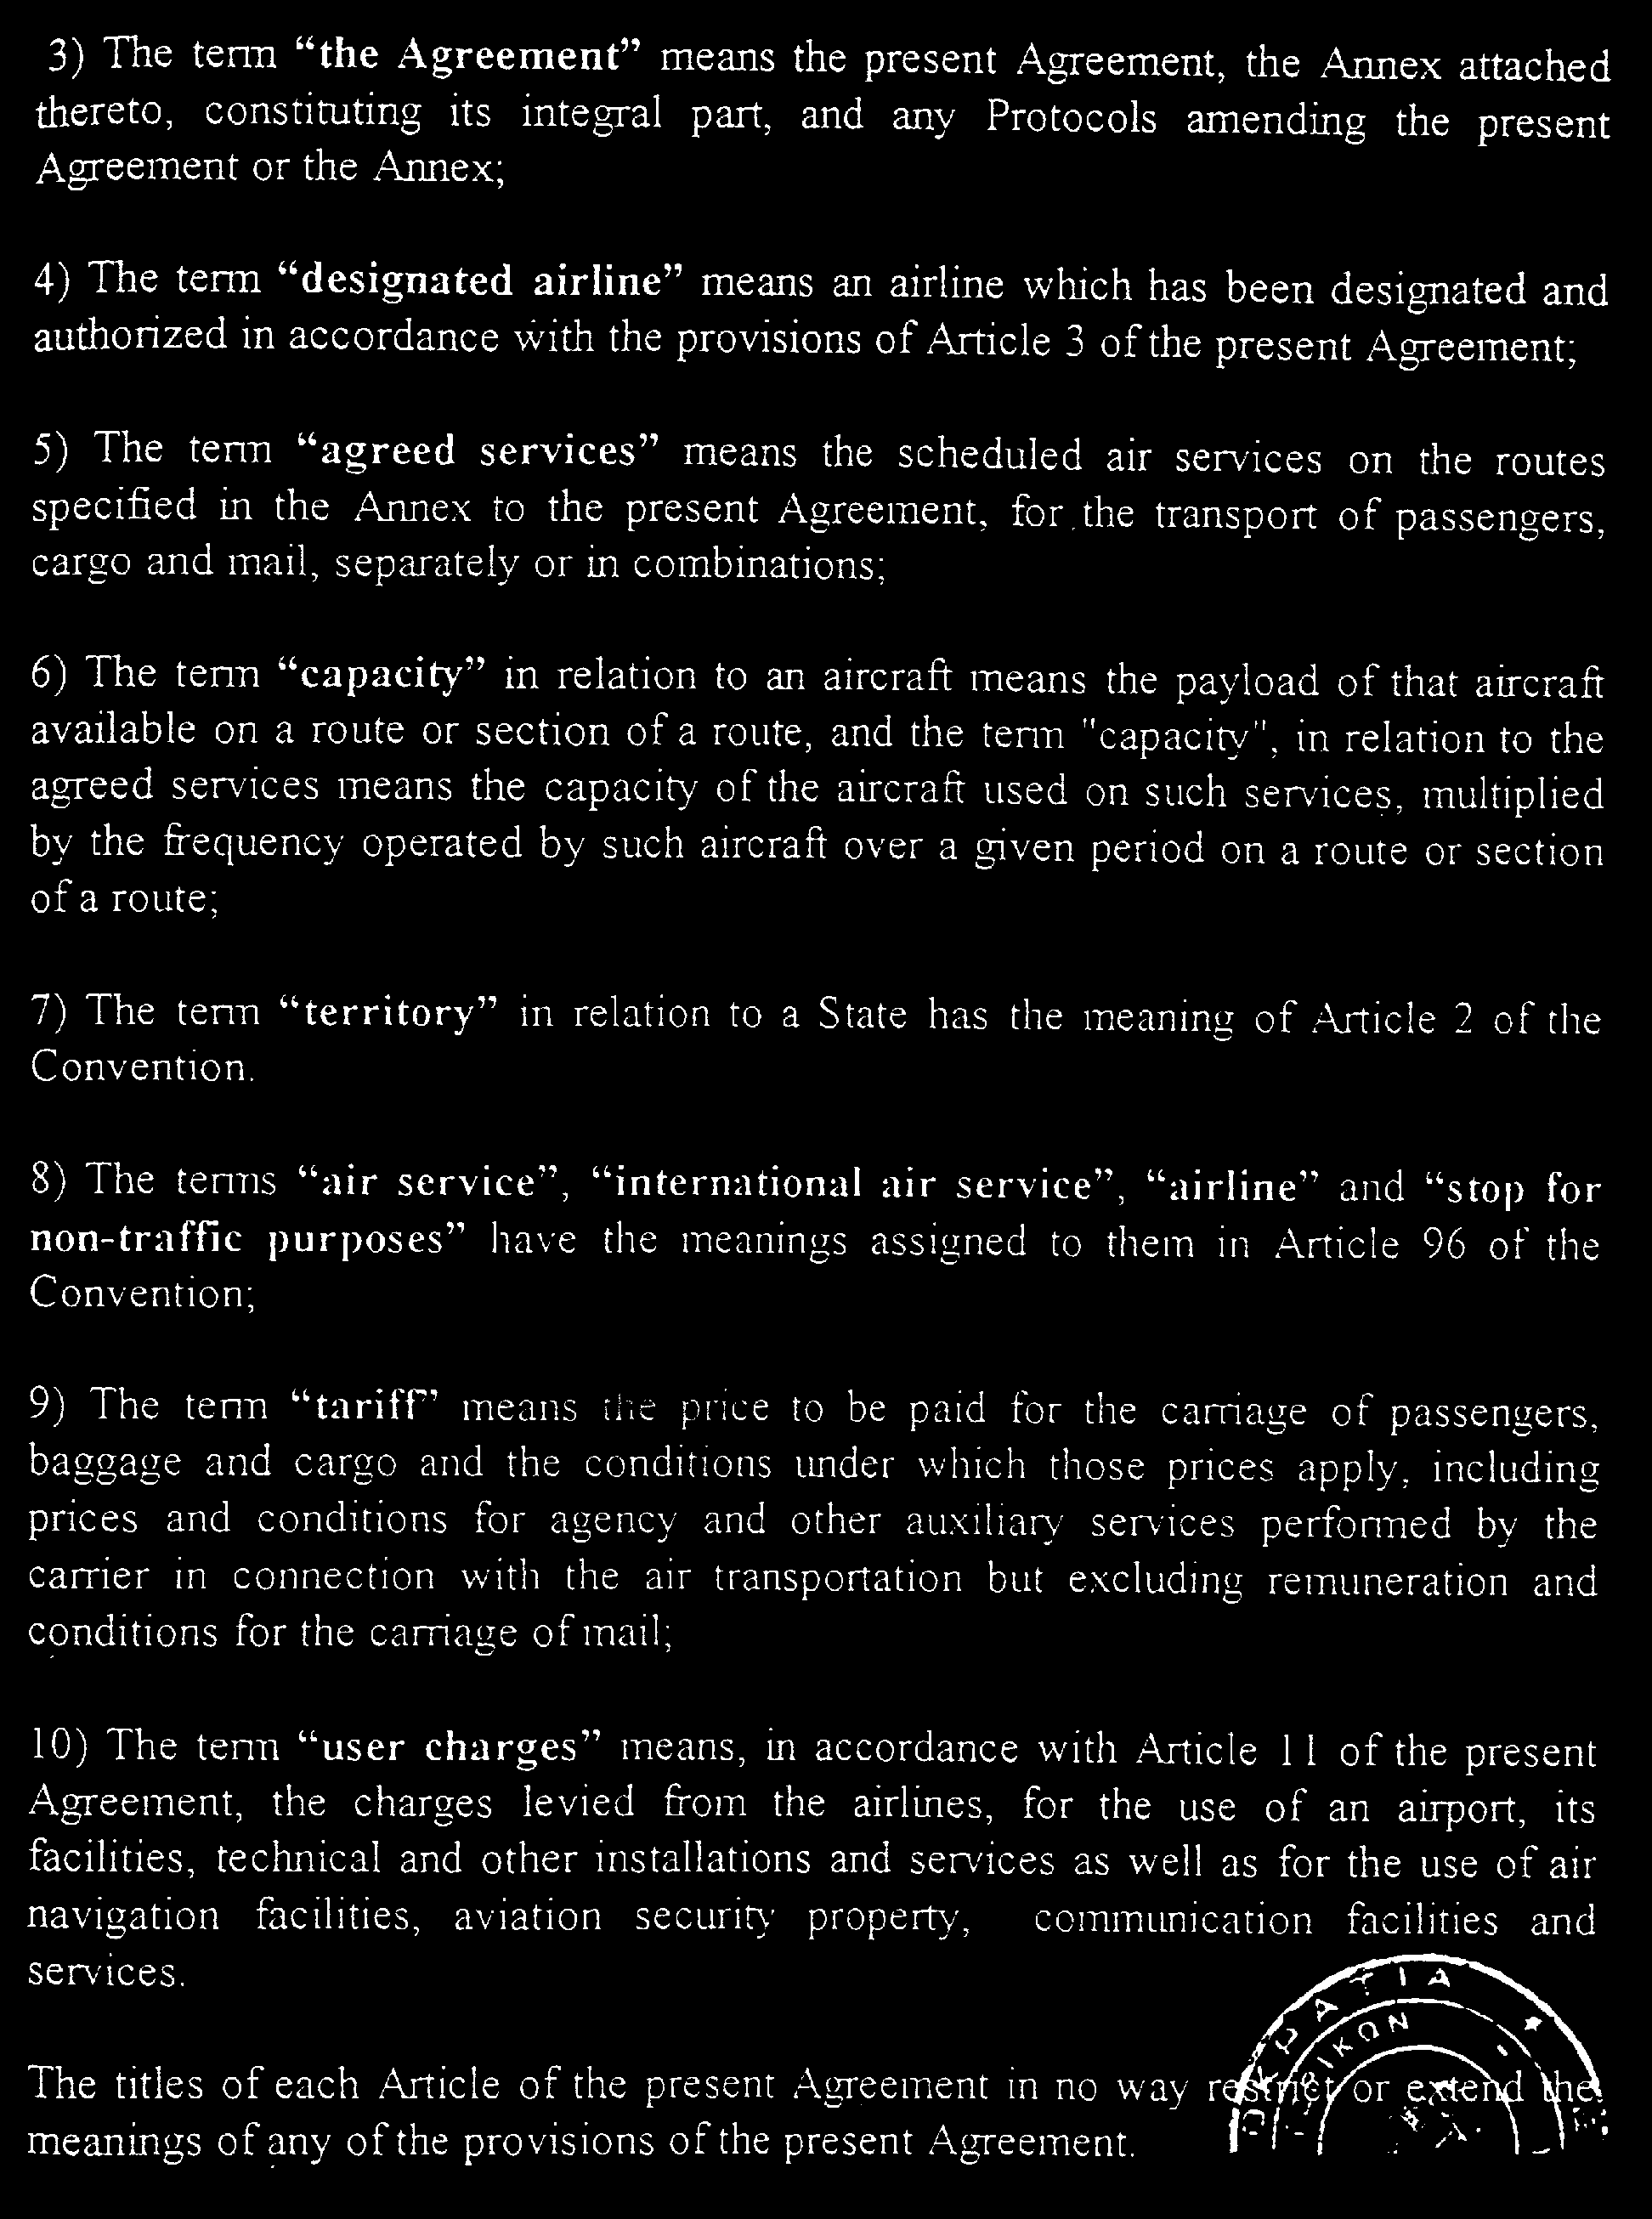 3) The term “the Agreement” means the present Agreement, the Annex attached
thereto, constituting its integral part, and any Protocols amending the present
Agreement or the Annex;
4) The term “designated airline” means an airline which has been designated and
authorized in accordance with the provisions of Article 3 of the present Agreement;
5) The term “agreed services” means the scheduled air services on the routes
specified in the Annex to the present Agreement, for the transport of passengers,
cargo and mail, separately or in combinations;
6) The term “capacity” in relation to an aircraft means the payload of that aircraft
available on a route or section of a route, and the term "capacity", in relation to the
agreed services means the capacity of the aircraft used on such services, multiplied
by the frequency operated by such aircraft over a given period on a route or section
of a route;
7) The term “territory” in relation to a State has the meaning of Article 2 of the
Convention.
8) The terms “air service”, “international air service”, “airline” and “stop for
non-traffic purposes” have the meanings assigned to them in Article 96 of the
Convention;
9) The term “tariff” means the price to be paid for the carriage of passengers,
baggage and cargo and the conditions under which those prices apply, including
prices and conditions for agency and other auxiliary services performed by the
carrier in connection with the air transportation but excluding remuneration and
conditions for the carriage of mail;
10) The term “user charges” means, in accordance with Article 11 of the present
Agreement, the charges levied from the airlines, for the use of an airport, its
facilities, technical and other installations and services as well as for the use of air
navigation facilities, aviation security property, communication facilities and
services.
The titles of each Article of the present Agreement in no way restrict or extend the
meanings of any of the provisions of the present Agreement.